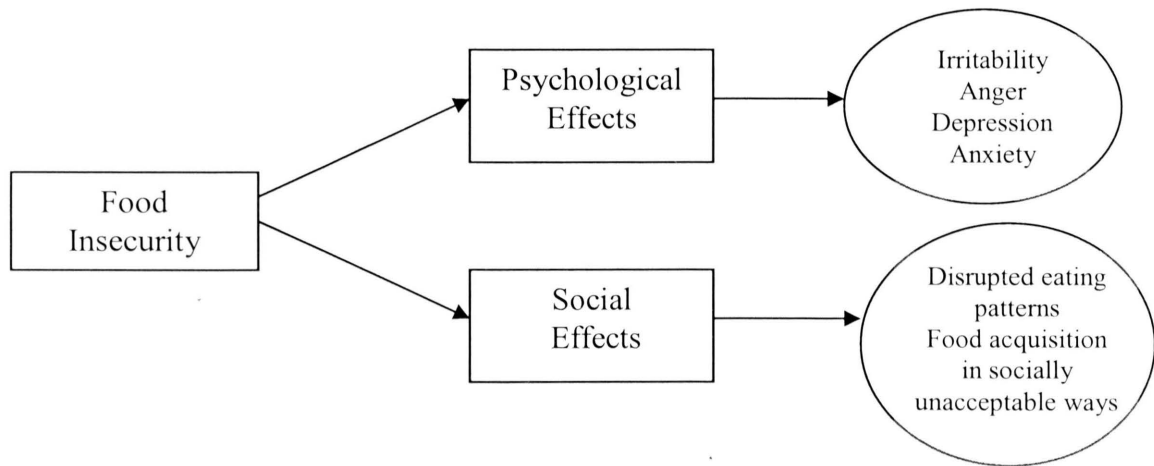 Food
Insecurity
Psychological
Effects
Irritability
Anger
Depression
Anxiety
Social
Effects
Disrupted eating
patterns
Food acquisition
in socially
unacceptable ways